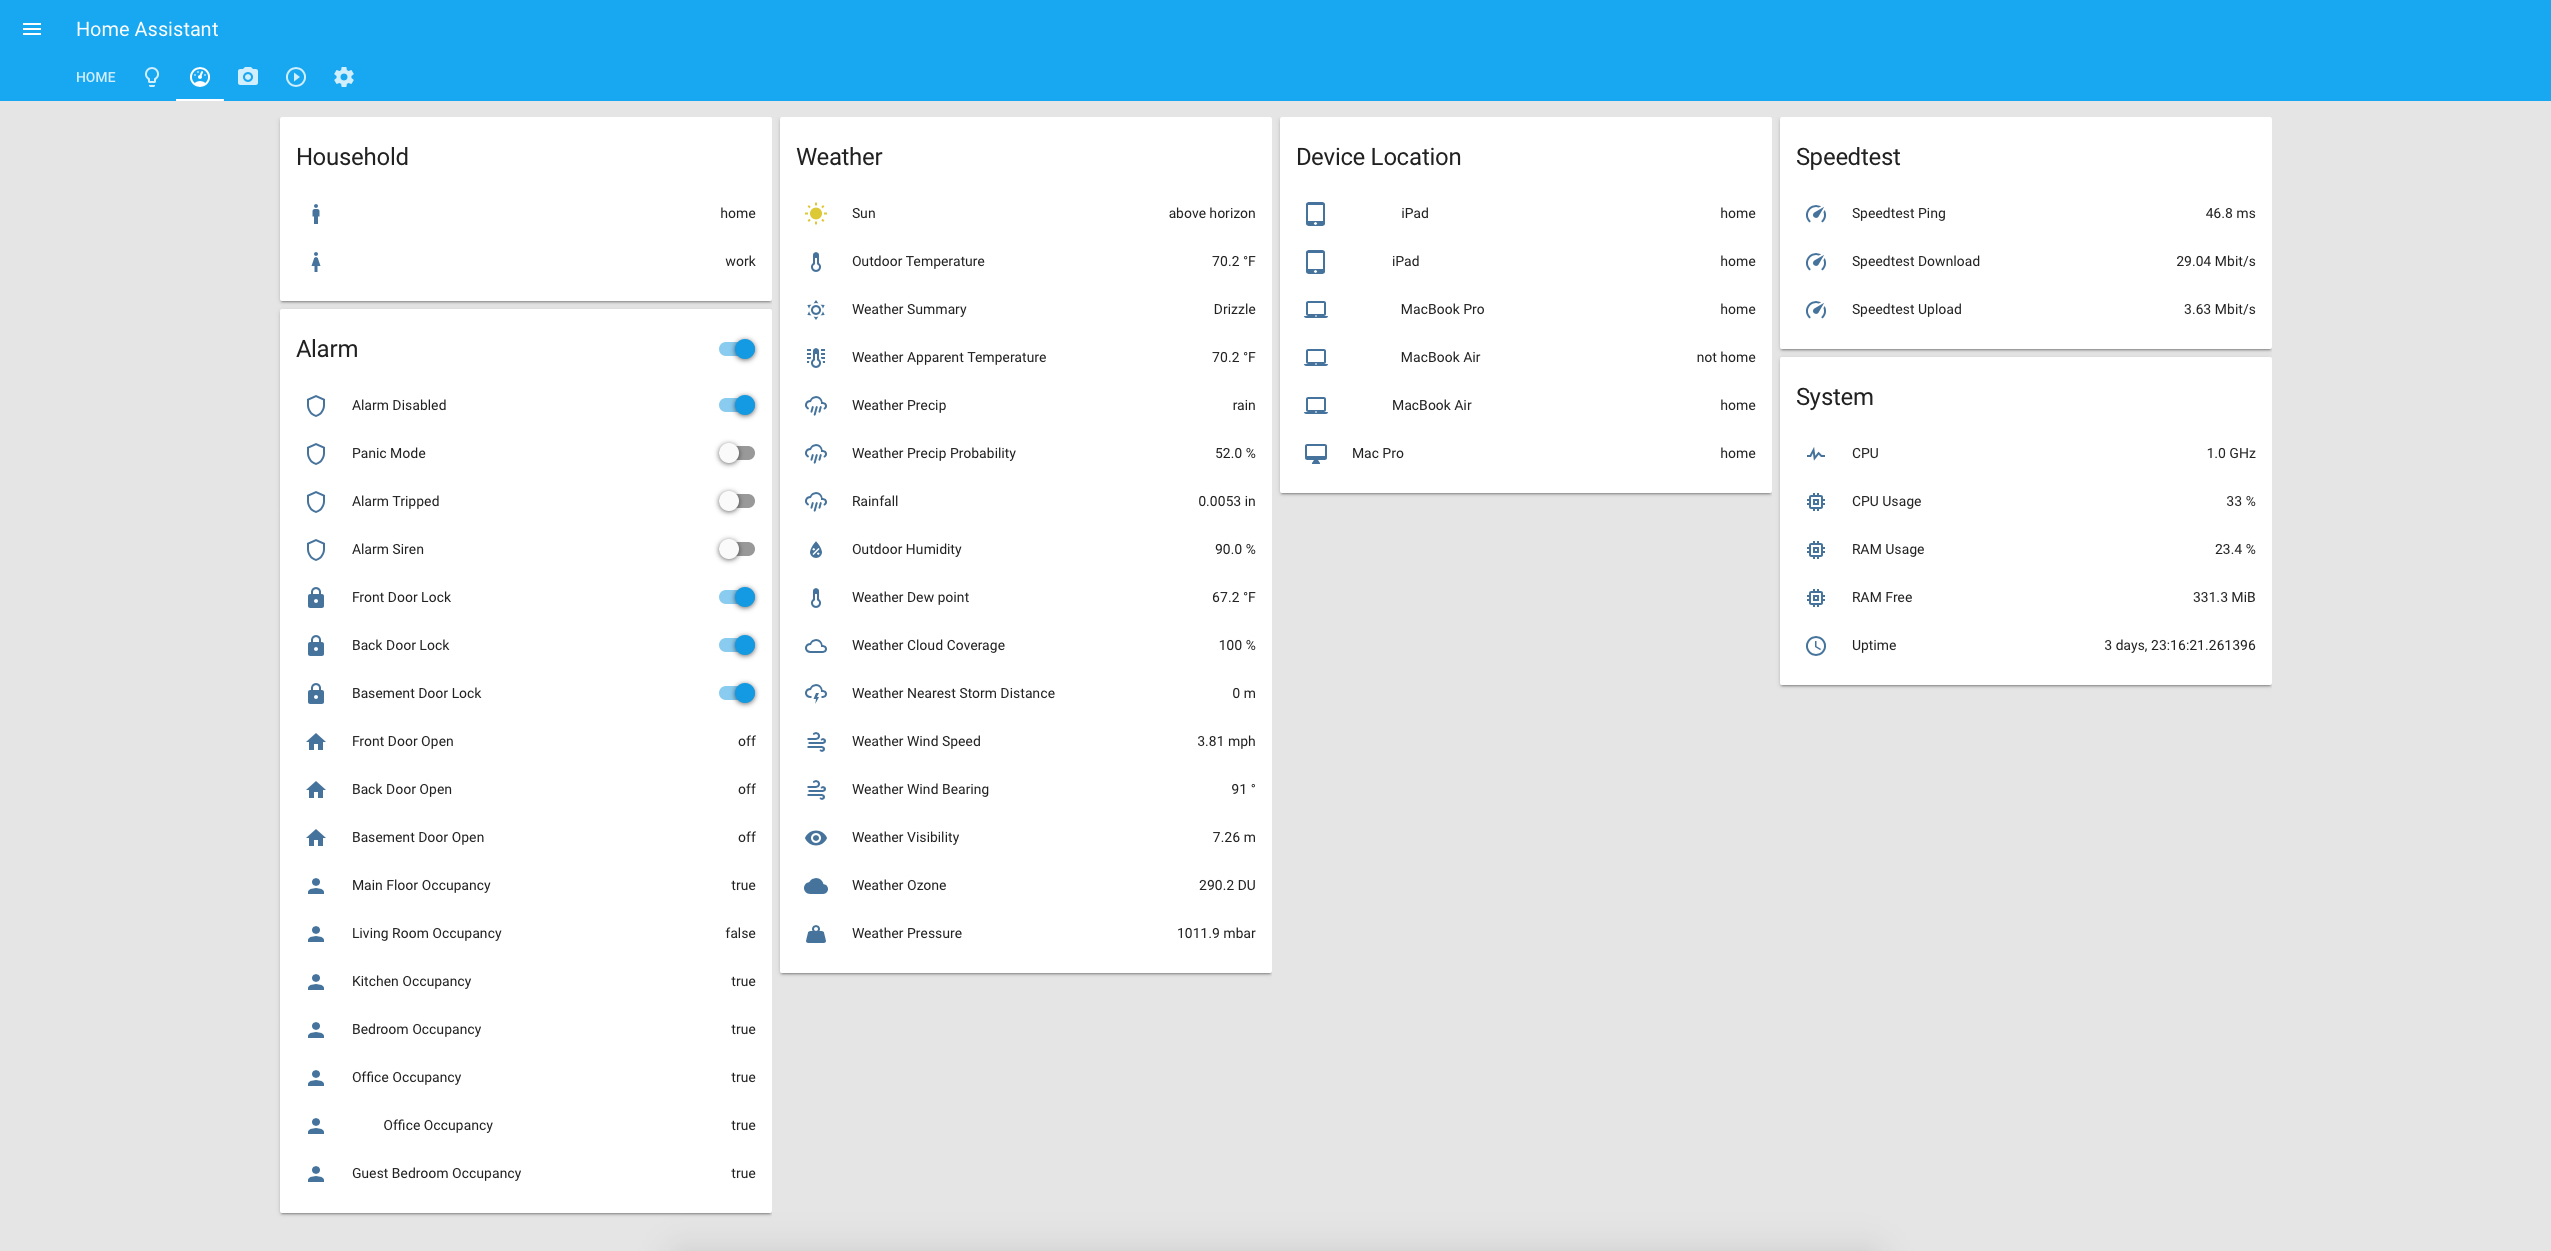 Home Assistant
HOME
Household
home
work
Alarm
Alarm Disabled
Panic Mode
Alarm Tripped
Alarm Siren
Front Door Lock
Back Door Lock
Basement Door Lock
Front Door Open off
Back Door Open off
Basement Door Open off
Main Floor Occupancy true
Living Room Occupancy false
Kitchen Occupancy true
Bedroom Occupancy true
Office Occupancy true
Office Occupancy true
Guest Bedroom Occupancy true
Weather
Sun above horizon
Outdoor Temperature 70.2 °F
Weather Summary Drizzle
Weather Apparent Temperature 70.2 °F
Weather Precip rain
Weather Precip Probability 52.0 %
Rainfall 0.0053 in
Outdoor Humidity 90.0 %
Weather Dew point 67.2 °F
Weather Cloud Coverage 100 %
Weather Nearest Storm Distance 0 m
Weather Wind Speed 3.81 mph
Weather Wind Bearing 91 °
Weather Visibility 7.26 m
Weather Ozone 290.2 DU
Weather Pressure 1011.9 mbar
Device Location
iPad home
iPad home
MacBook Pro home
MacBook Air not home
MacBook Air home
Mac Pro home
Speedtest
Speedtest Ping 46.8 ms
Speedtest Download 29.04 Mbit/s
Speedtest Upload 3.63 Mbit/s
System
CPU 1.0 GHz
CPU Usage 33 %
RAM Usage 23.4 %
RAM Free 331.3 MiB
Uptime 3 days, 23:16:21.261396